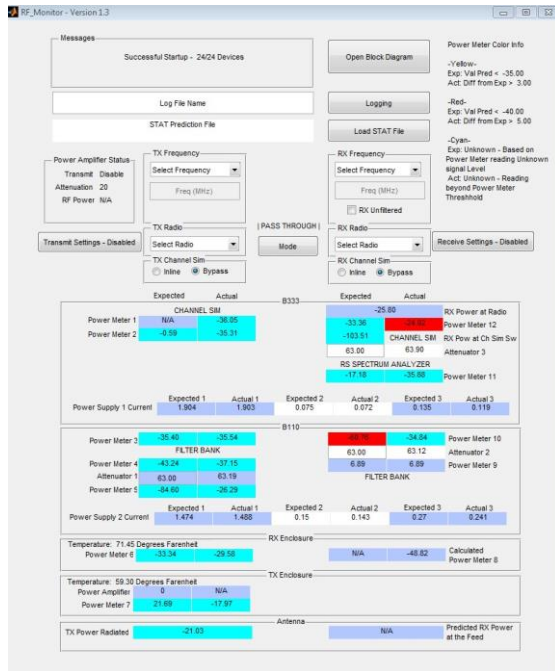 RF_Monitor - Version 1.3
Messages
Successful Startup - 24/24 Devices
Log File Name
STAT Prediction File
Open Block Diagram
Logging
Load STAT File
Power Meter Color Info
-Yellow-
Exp: Val Pred < -35.00
Act: Diff from Exp > 3.00
-Red-
Exp: Val Pred < -40.00
Act: Diff from Exp > 5.00
-Cyan-
Exp: Unknown - Based on
Power Meter reading Unknown
signal Level
Act: Unknown - Reading
beyond Power Meter
Threshhold
Power Amplifier Status
Transmit Disable
Attenuation 20
RF Power N/A
TX Frequency
Select Frequency
Freq (MHz)
RX Frequency
Select Frequency
Freq (MHz)
RX Unfiltered
Transmit Settings - Disabled
TX Radio
Select Radio
| PASS THROUGH |
Mode
RX Radio
Select Radio
Receive Settings - Disabled
TX Channel Sim
Inline Bypass
RX Channel Sim
Inline Bypass
Expected Actual Expected Actual
B333
CHANNEL SIM
-25.80 RX Power at Radio
Power Meter 1 N/A -36.05
-33.36 Power Meter 12
Power Meter 2 -0.59 -35.31
-103.51 CHANNEL SIM RX Pow at Ch Sim Sw
63.00 63.90 Attenuator 3
RS SPECTRUM ANALYZER
-17.18 -35.88 Power Meter 11
Expected 1 Actual 1 Expected 2 Actual 2 Expected 3 Actual 3
Power Supply 1 Current 1.904 1.903 0.075 0.072 0.135 0.119
B110
Power Meter 3 -35.40 -35.54
-34.84 Power Meter 10
FILTER BANK
63.00 63.12 Attenuator 2
Power Meter 4 -43.24 -37.15
6.89 6.89 Power Meter 9
Attenuator 1 63.00 63.19
FILTER BANK
Power Meter 5 -84.60 -26.29
Expected 1 Actual 1 Expected 2 Actual 2 Expected 3 Actual 3
Power Supply 2 Current 1.474 1.488 0.15 0.143 0.27 0.241
RX Enclosure
Temperature: 71.45 Degrees Farenheit
Power Meter 6 -33.34 -29.58
N/A -48.82 Calculated
Power Meter 8
TX Enclosure
Temperature: 59.30 Degrees Farenheit
Power Amplifier 0 N/A
Power Meter 7 21.69 -17.97
Antenna
TX Power Radiated -21.03
N/A Predicted RX Power
at the Feed